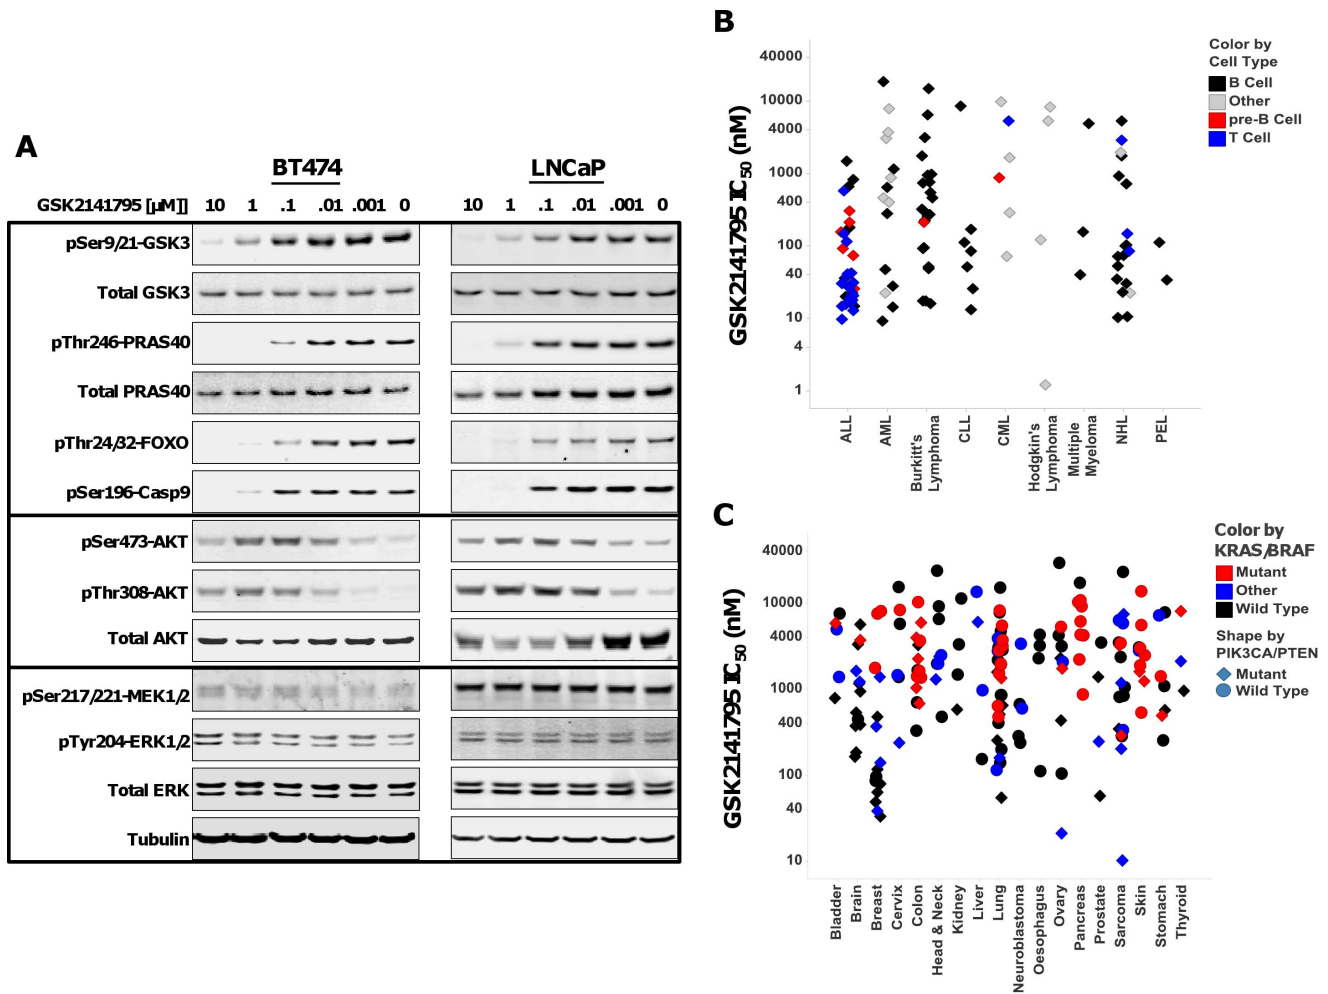 A
BT474
LNCaP
GSK2141795 [µM]]
10 1 .1 .01 .001 0
10 1 .1 .01 .001 0
pSer9/21-GSK3
Total GSK3
pThr246-PRAS40
Total PRAS40
pThr24/32-FOXO
pSer196-Casp9
pSer473-AKT
pThr308-AKT
Total AKT
pSer217/221-MEK1/2
pTyr204-ERK1/2
Total ERK
Tubulin
B
GSK2141795 IC50 (nM)
40000
10000
4000
1000
400
100
40
10
4
1
ALL
AML
Burkitt's
Lymphoma
CLL
CML
Hodgkin's
Lymphoma
Multiple
Myeloma
NHL
PEL
Color by
Cell Type
B Cell
Other
pre-B Cell
T Cell
C
GSK2141795 IC50 (nM)
40000
10000
4000
1000
400
100
40
10
Bladder
Brain
Breast
Cervix
Colon
Head & Neck
Kidney
Liver
Lung
Neuroblastoma
Oesophagus
Ovary
Pancreas
Prostate
Sarcoma
Skin
Stomach
Thyroid
Color by
KRAS/BRAF
Mutant
Other
Wild Type
Shape by
PIK3CA/PTEN
Mutant
Wild Type